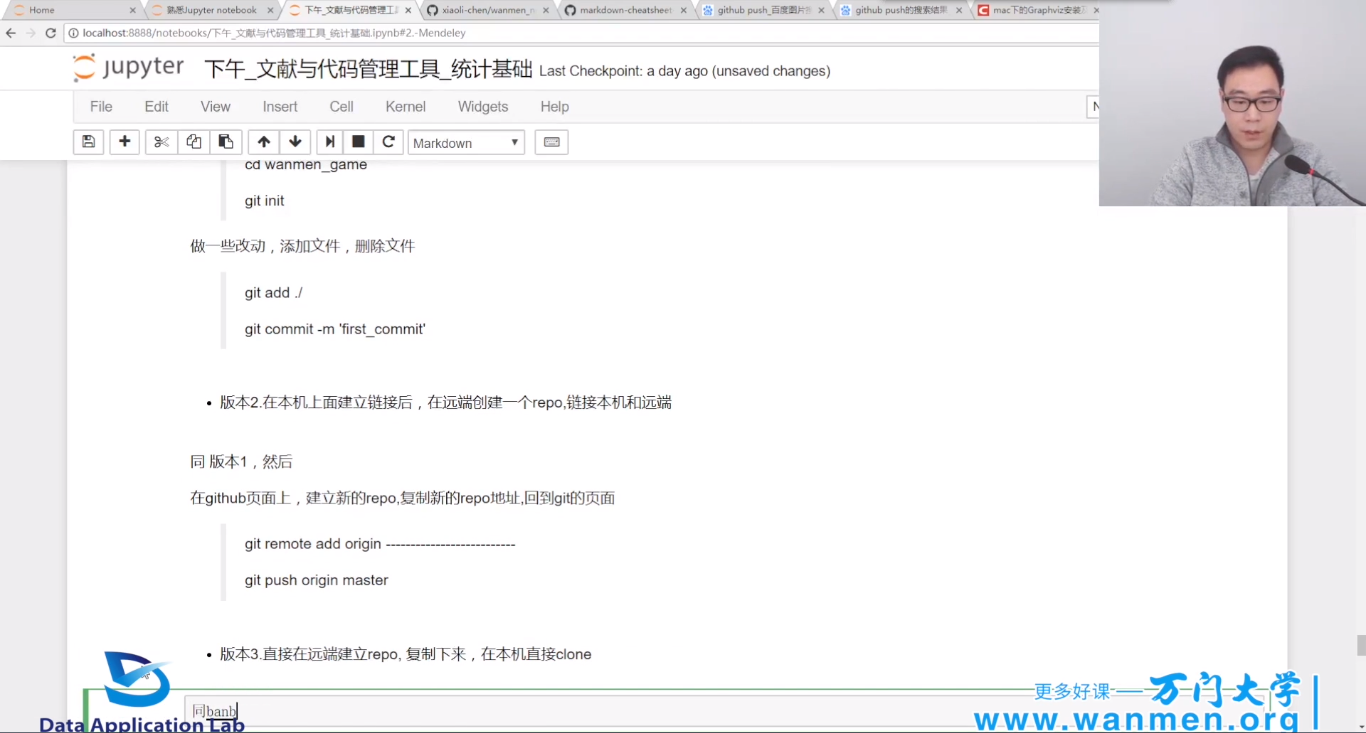 Home
熟悉Jupyter notebook
下午_文献与代码管理工具
xiaoli-chen/wanmen_n
markdown-cheatsheet
github push_百度图片搜
github push的搜索结果
mac下的Graphviz安装及
localhost:8888/notebooks/下午_文献与代码管理工具_统计基础.ipynb#2.-Mendeley
jupyter 下午_文献与代码管理工具_统计基础 Last Checkpoint: a day ago (unsaved changes)
File Edit View Insert Cell Kernel Widgets Help
Markdown
cd wanmen_game
git init
做一些改动，添加文件，删除文件
git add ./
git commit -m 'first_commit'
版本2.在本机上面建立链接后，在远端创建一个repo,链接本机和远端
同 版本1，然后
在github页面上，建立新的repo,复制新的repo地址,回到git的页面
git remote add origin --------------------------
git push origin master
版本3.直接在远端建立repo, 复制下来，在本机直接clone
同banb
Data Application Lab
更多好课——万门大学
www.wanmen.org